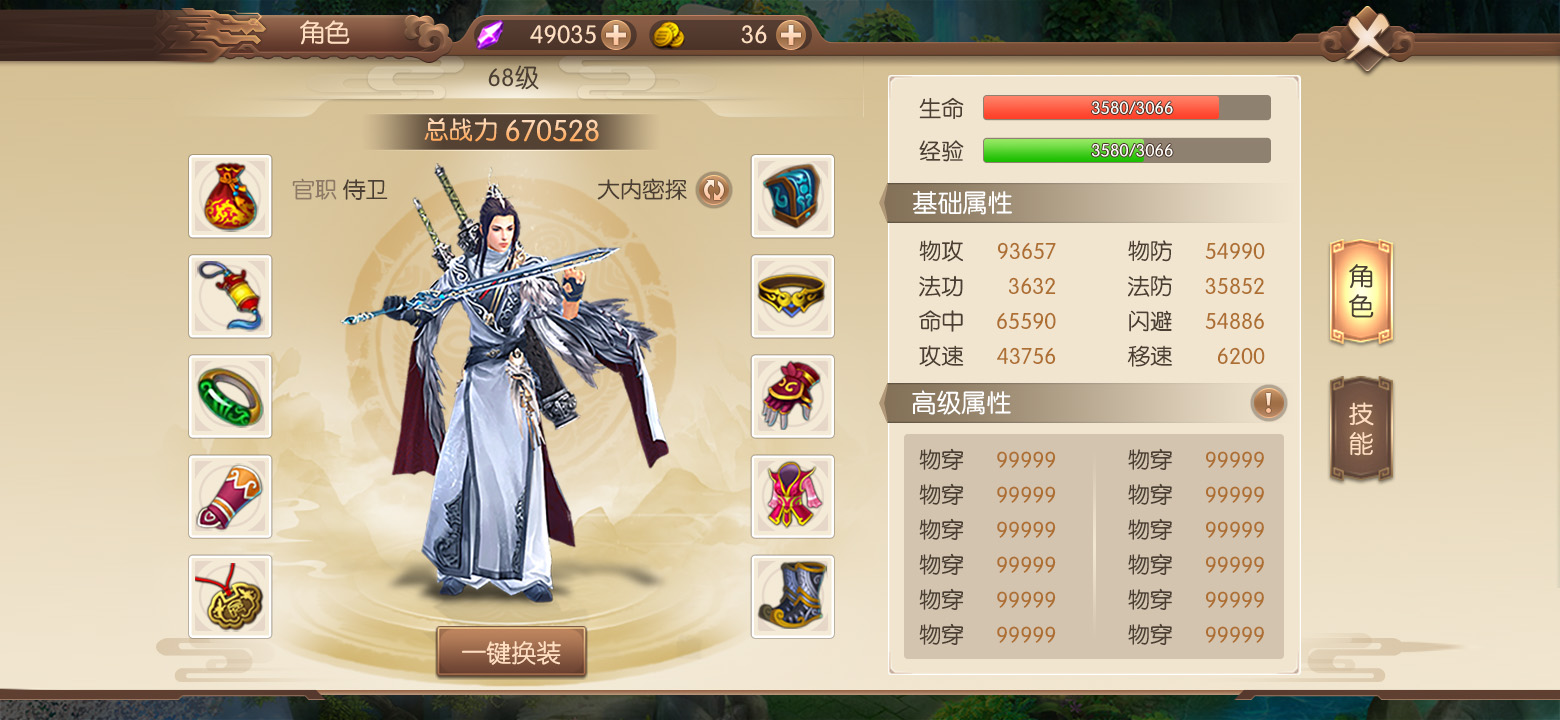 角色
49035
36
68级
总战力 670528
官职 侍卫
大内密探
一键换装
生命 3580/3066
经验 3580/3066
基础属性
物攻 93657 物防 54990
法功 3632 法防 35852
命中 65590 闪避 54886
攻速 43756 移速 6200
高级属性
物穿 99999 物穿 99999
物穿 99999 物穿 99999
物穿 99999 物穿 99999
物穿 99999 物穿 99999
物穿 99999 物穿 99999
物穿 99999 物穿 99999
角色
技能